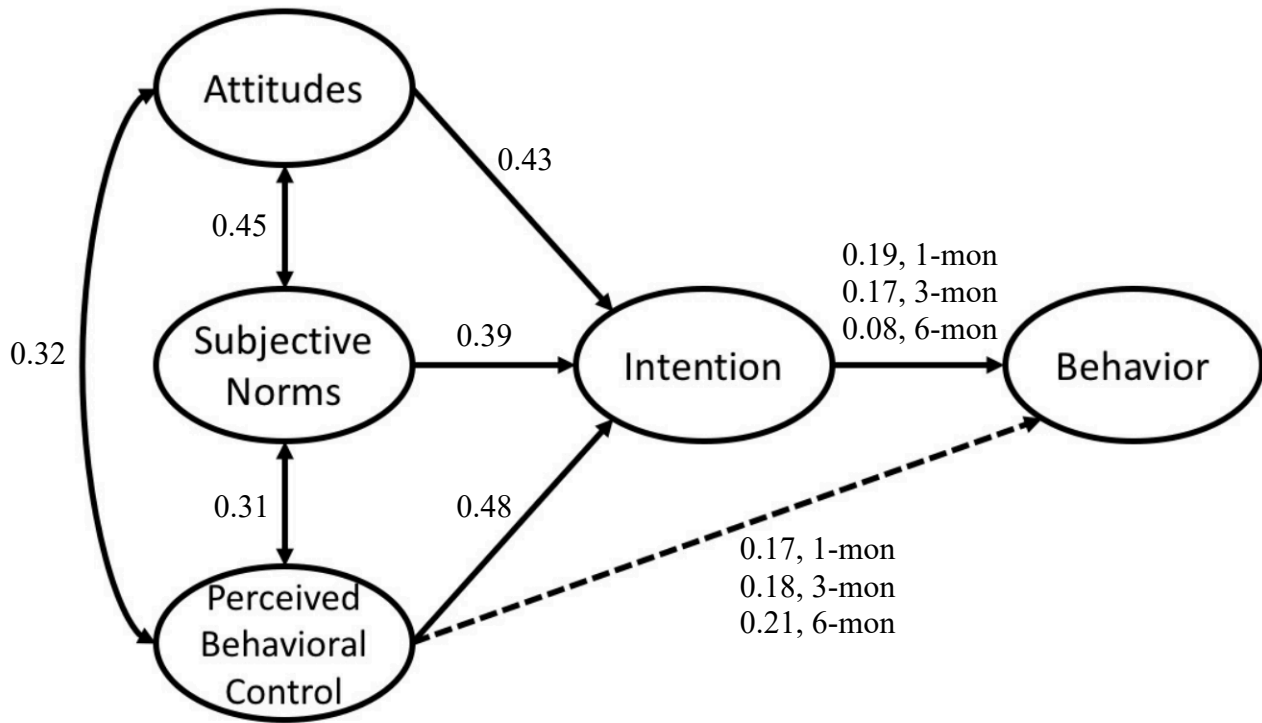 Attitudes
0.43
0.45
0.19, 1-mon
0.17, 3-mon
0.08, 6-mon
0.32
Subjective
Norms
0.39
Intention
Behavior
0.31
0.48
0.17, 1-mon
0.18, 3-mon
0.21, 6-mon
Perceived
Behavioral
Control